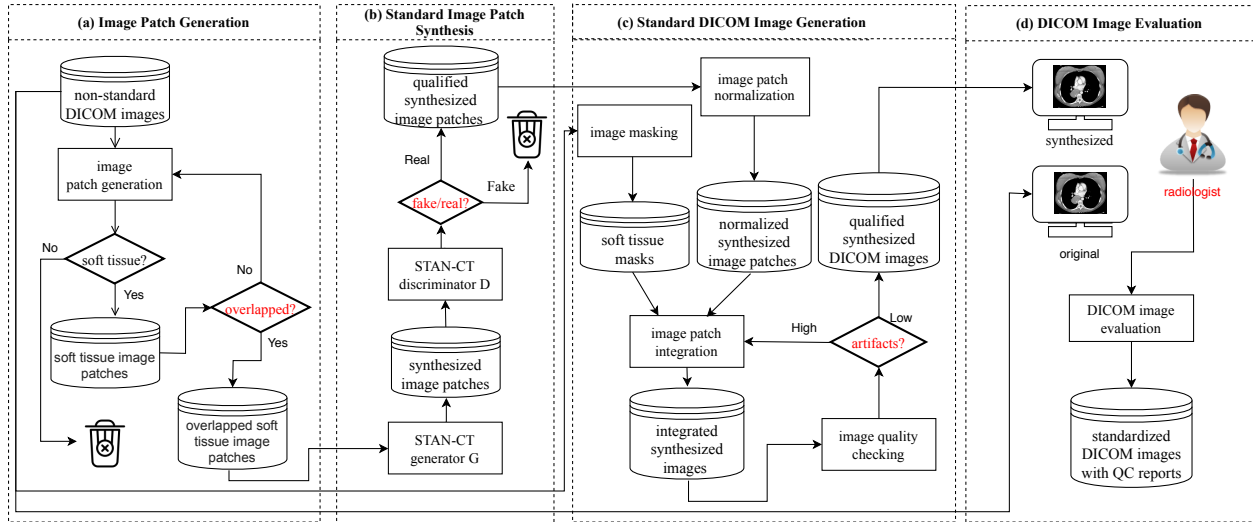 (a) Image Patch Generation
non-standard
DICOM images
image
patch generation
soft tissue?
No
Yes
soft tissue image
patches
overlapped?
No
Yes
overlapped soft
tissue image
patches
(b) Standard Image Patch
Synthesis
qualified
synthesized
image patches
Real
Fake
fake/real?
STAN-CT
discriminator D
synthesized
image patches
STAN-CT
generator G
(c) Standard DICOM Image Generation
image patch
normalization
image masking
soft tissue
masks
normalized
synthesized
image patches
qualified
synthesized
DICOM images
image patch
integration
High
Low
artifacts?
integrated
synthesized
images
image quality
checking
(d) DICOM Image Evaluation
synthesized
original
radiologist
DICOM image
evaluation
standardized
DICOM images
with QC reports